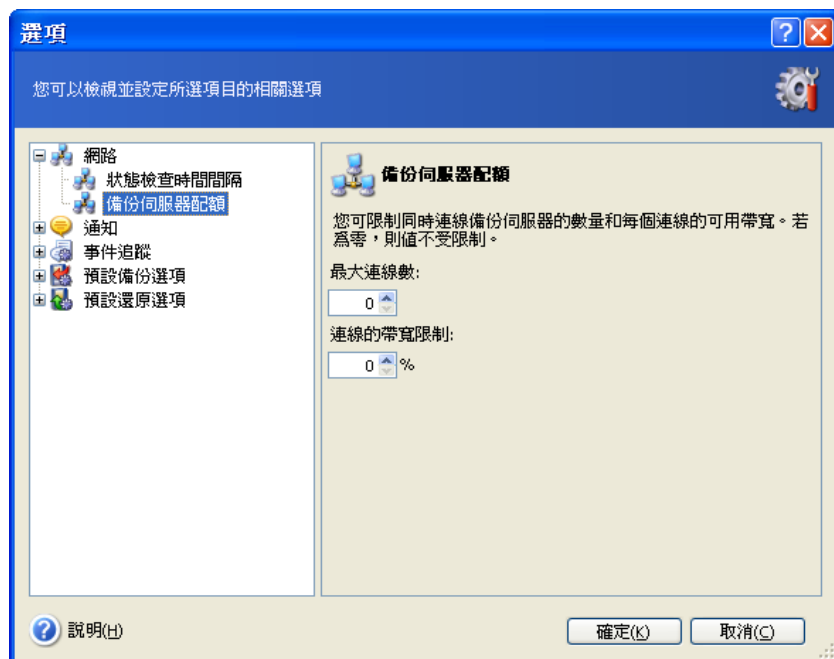 選項
您可以檢視並設定所選項目的相關選項
網路
狀態檢查時間間隔
備份伺服器配額
通知
事件追蹤
預設備份選項
預設還原選項
備份伺服器配額
您可限制同時連線備份伺服器的數量和每個連線的可用帶寬。若
為零，則值不受限制。
最大連線數:
0
連線的帶寬限制:
0 %
說明(H)
確定(K)
取消(C)